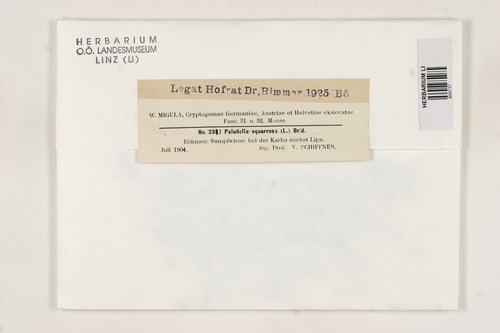 HERBARIUM
O.Ö. LANDESMUSEUM
LINZ (LI)
HERBARIUM LI
Legat Hofrat Dr, Rimmer 1925 B5
W. MIGULA, Cryptogamae Germaniae, Austriae et Helvetiae exsiccatae
Fasc. 31 u. 32. Moose
No. Paludella squarrosa (L.) Brid.
Böhmen: Sumpfwiese bei der Karba nächst Lipa.
Juli 1904. leg. Prof. V. SCHIFFNER.